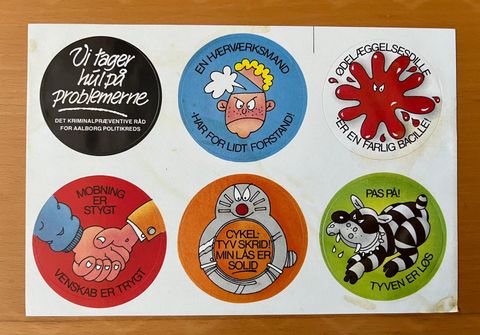 Vi tager
hul på
problemerne
DET KRIMINALPRÆVENTIVE RÅD
FOR AALBORG POLITIKREDS
EN HÆRVÆRKSMAND
HAR FOR LIDT FORSTAND!
ØDELÆGGELSESDILLE
ER EN FARLIG BACILLE!
MOBNING
ER
STYGT
VENSKAB ER TRYGT
CYKEL-
TYV SKRID!
MIN LÅS ER
SOLID
PAS PÅ!
TYVEN ER LØS